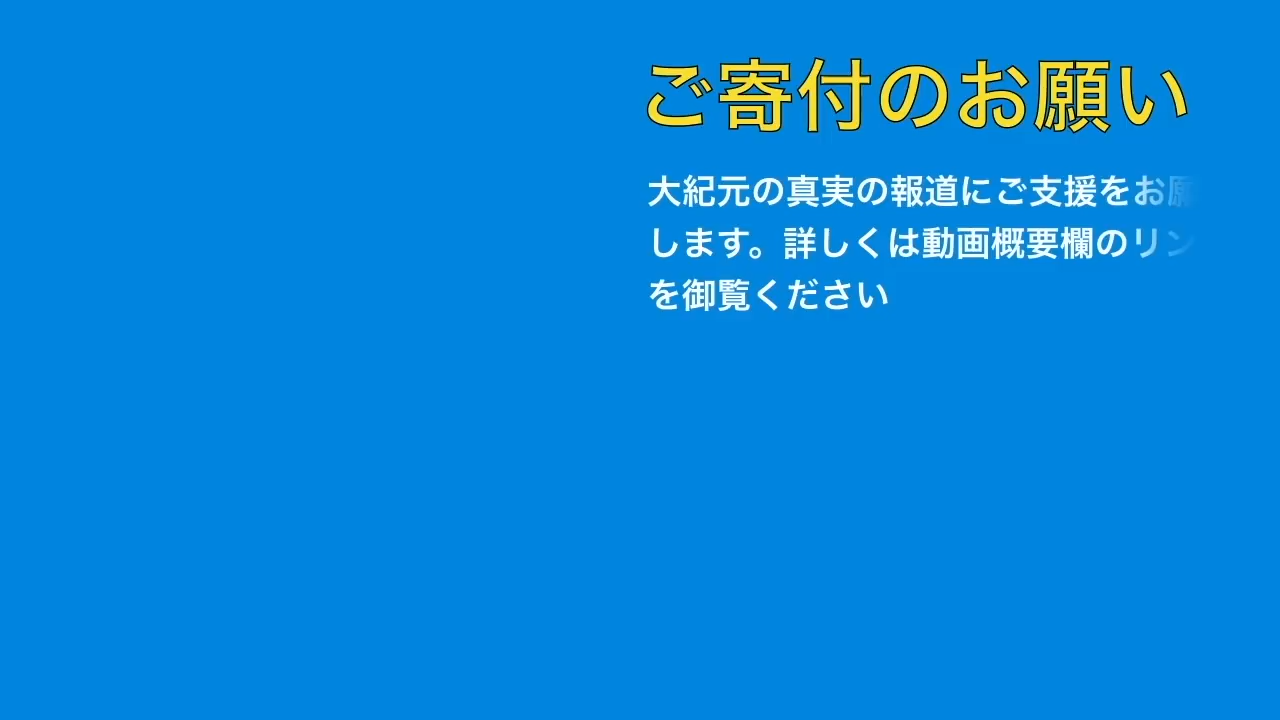 ご寄付のお願い
大紀元の真実の報道にご支援をお願
します。詳しくは動画概要欄のリン
を御覧ください